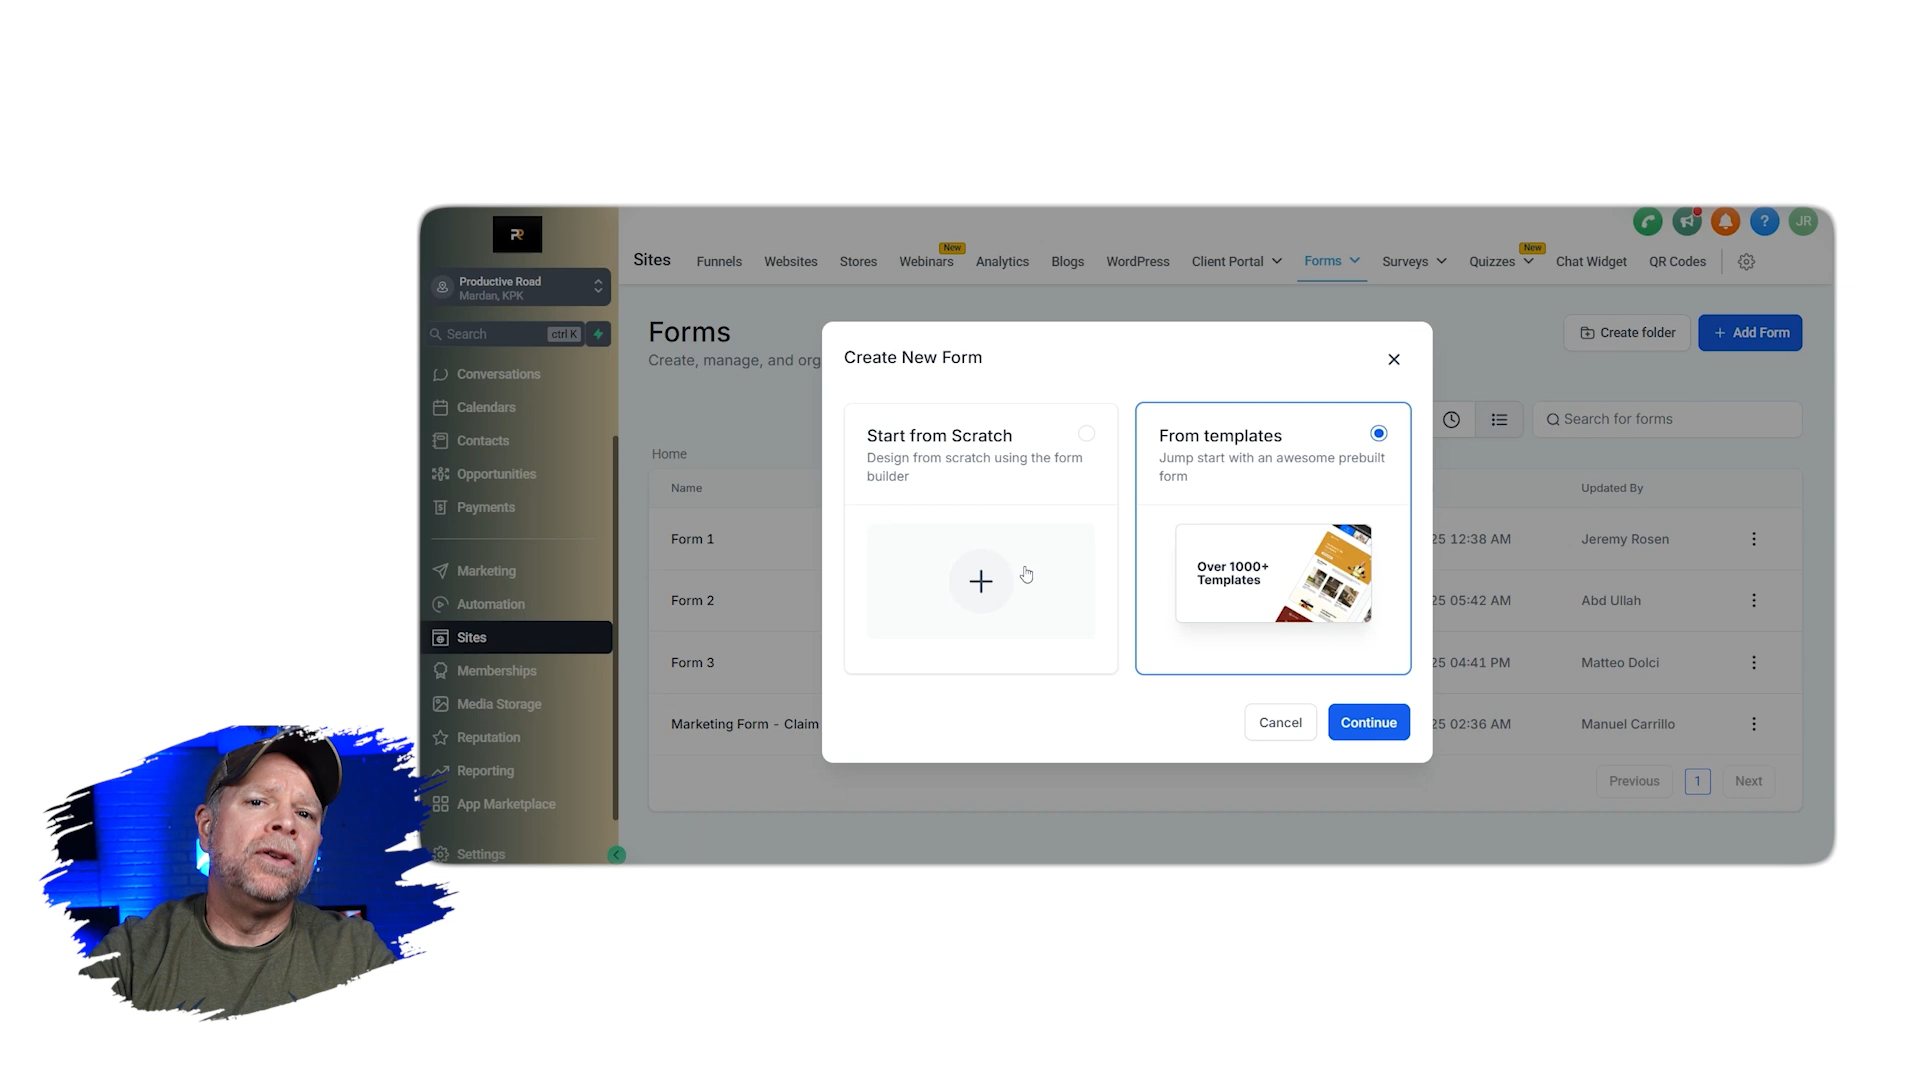 Productive Road
Mardan, KPK
Search
ctrl K
Conversations
Calendars
Contacts
Opportunities
Payments
Marketing
Automation
Sites
Memberships
Media Storage
Reputation
Reporting
App Marketplace
Settings
JR
Sites
Funnels
Websites
Stores
Webinars
New
Analytics
Blogs
WordPress
Client Portal
Forms
Surveys
Quizzes
New
Chat Widget
QR Codes
Forms
Create, manage, and org
Create folder
+ Add Form
Search for forms
Home
Name
Updated By
Form 1
25 12:38 AM
Jeremy Rosen
Form 2
25 05:42 AM
Abd Ullah
Form 3
25 04:41 PM
Matteo Dolci
Marketing Form - Claim
25 02:36 AM
Manuel Carrillo
Previous
1
Next
Create New Form
Start from Scratch
Design from scratch using the form
builder
From templates
Jump start with an awesome prebuilt
form
Over 1000+
Templates
Cancel
Continue